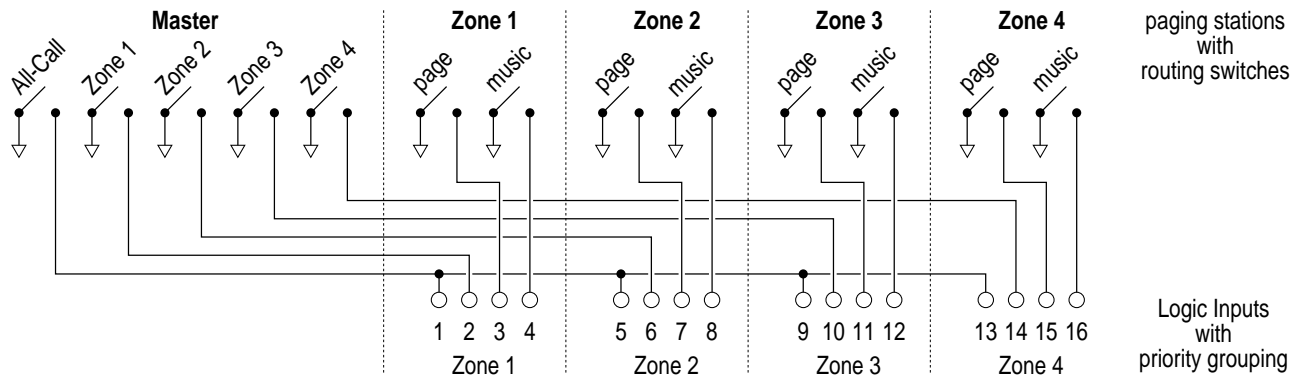 Master Zone 1 Zone 2 Zone 3 Zone 4 paging stations
with
routing switches
All-Call Zone 1 Zone 2 Zone 3 Zone 4 page music page music page music page music
1 2 3 4 5 6 7 8 9 10 11 12 13 14 15 16
Zone 1 Zone 2 Zone 3 Zone 4
Logic Inputs
with
priority grouping